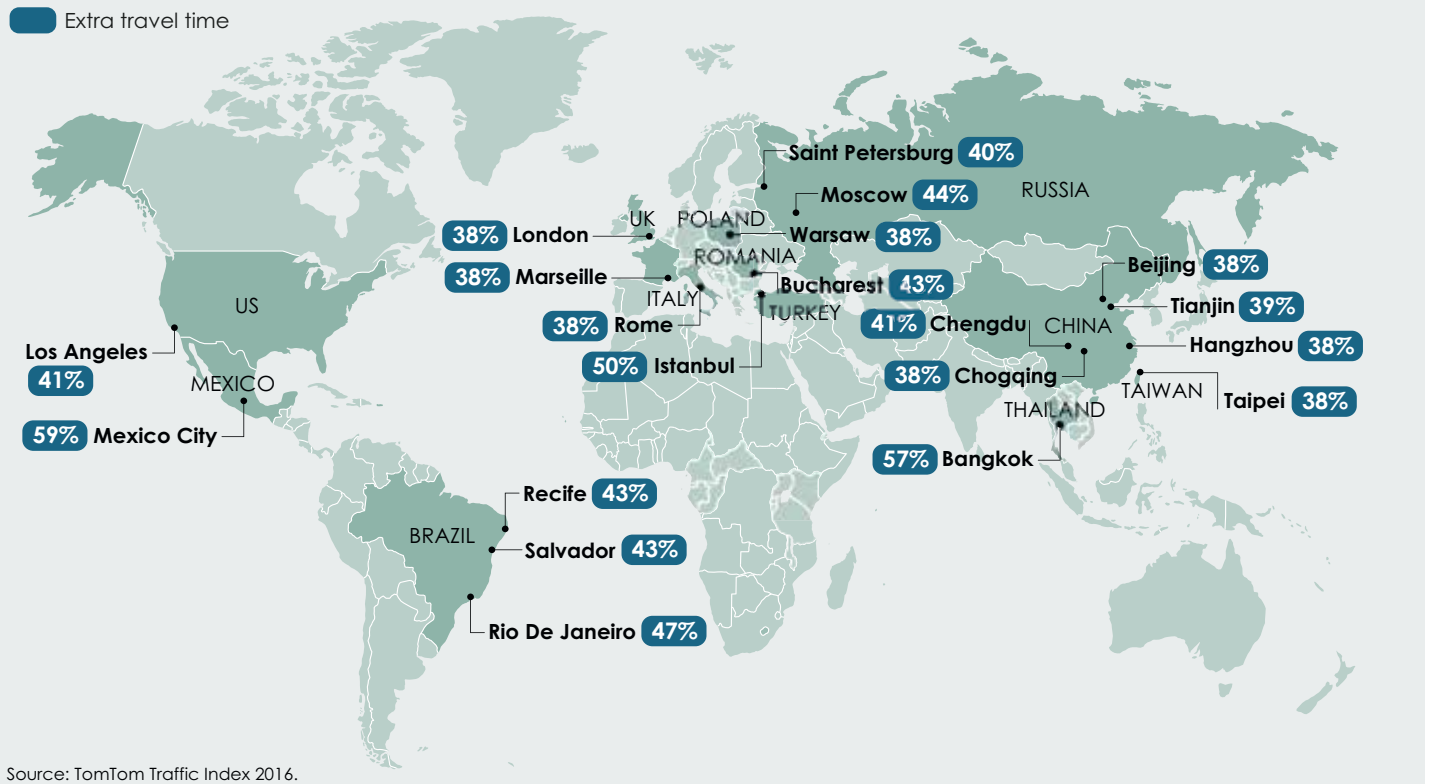 Extra travel time
Saint Petersburg 40%
Moscow 44%
RUSSIA
UK
POLAND
38% London
Warsaw 38%
ROMANIA
Beijing 38%
38% Marseille
Bucharest 43%
ITALY
TURKEY
Tianjin 39%
US
38% Rome
41% Chengdu
CHINA
Hangzhou 38%
Los Angeles
41%
50% Istanbul
38% Chogqing
MEXICO
TAIWAN
Taipei 38%
THAILAND
59% Mexico City
57% Bangkok
Recife 43%
BRAZIL
Salvador 43%
Rio De Janeiro 47%
Source: TomTom Traffic Index 2016.